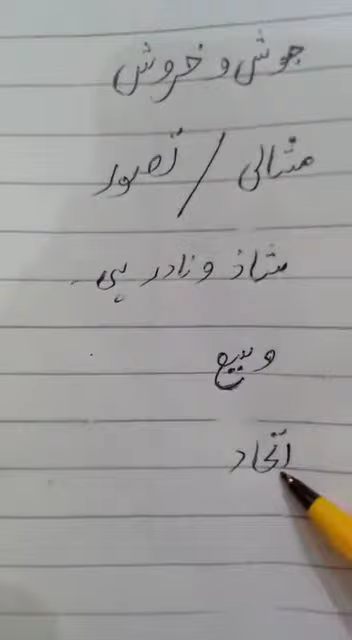 جوش و خروش
مثالی / تصور
شاذ و نادر ہی
وسیع
اتحاد